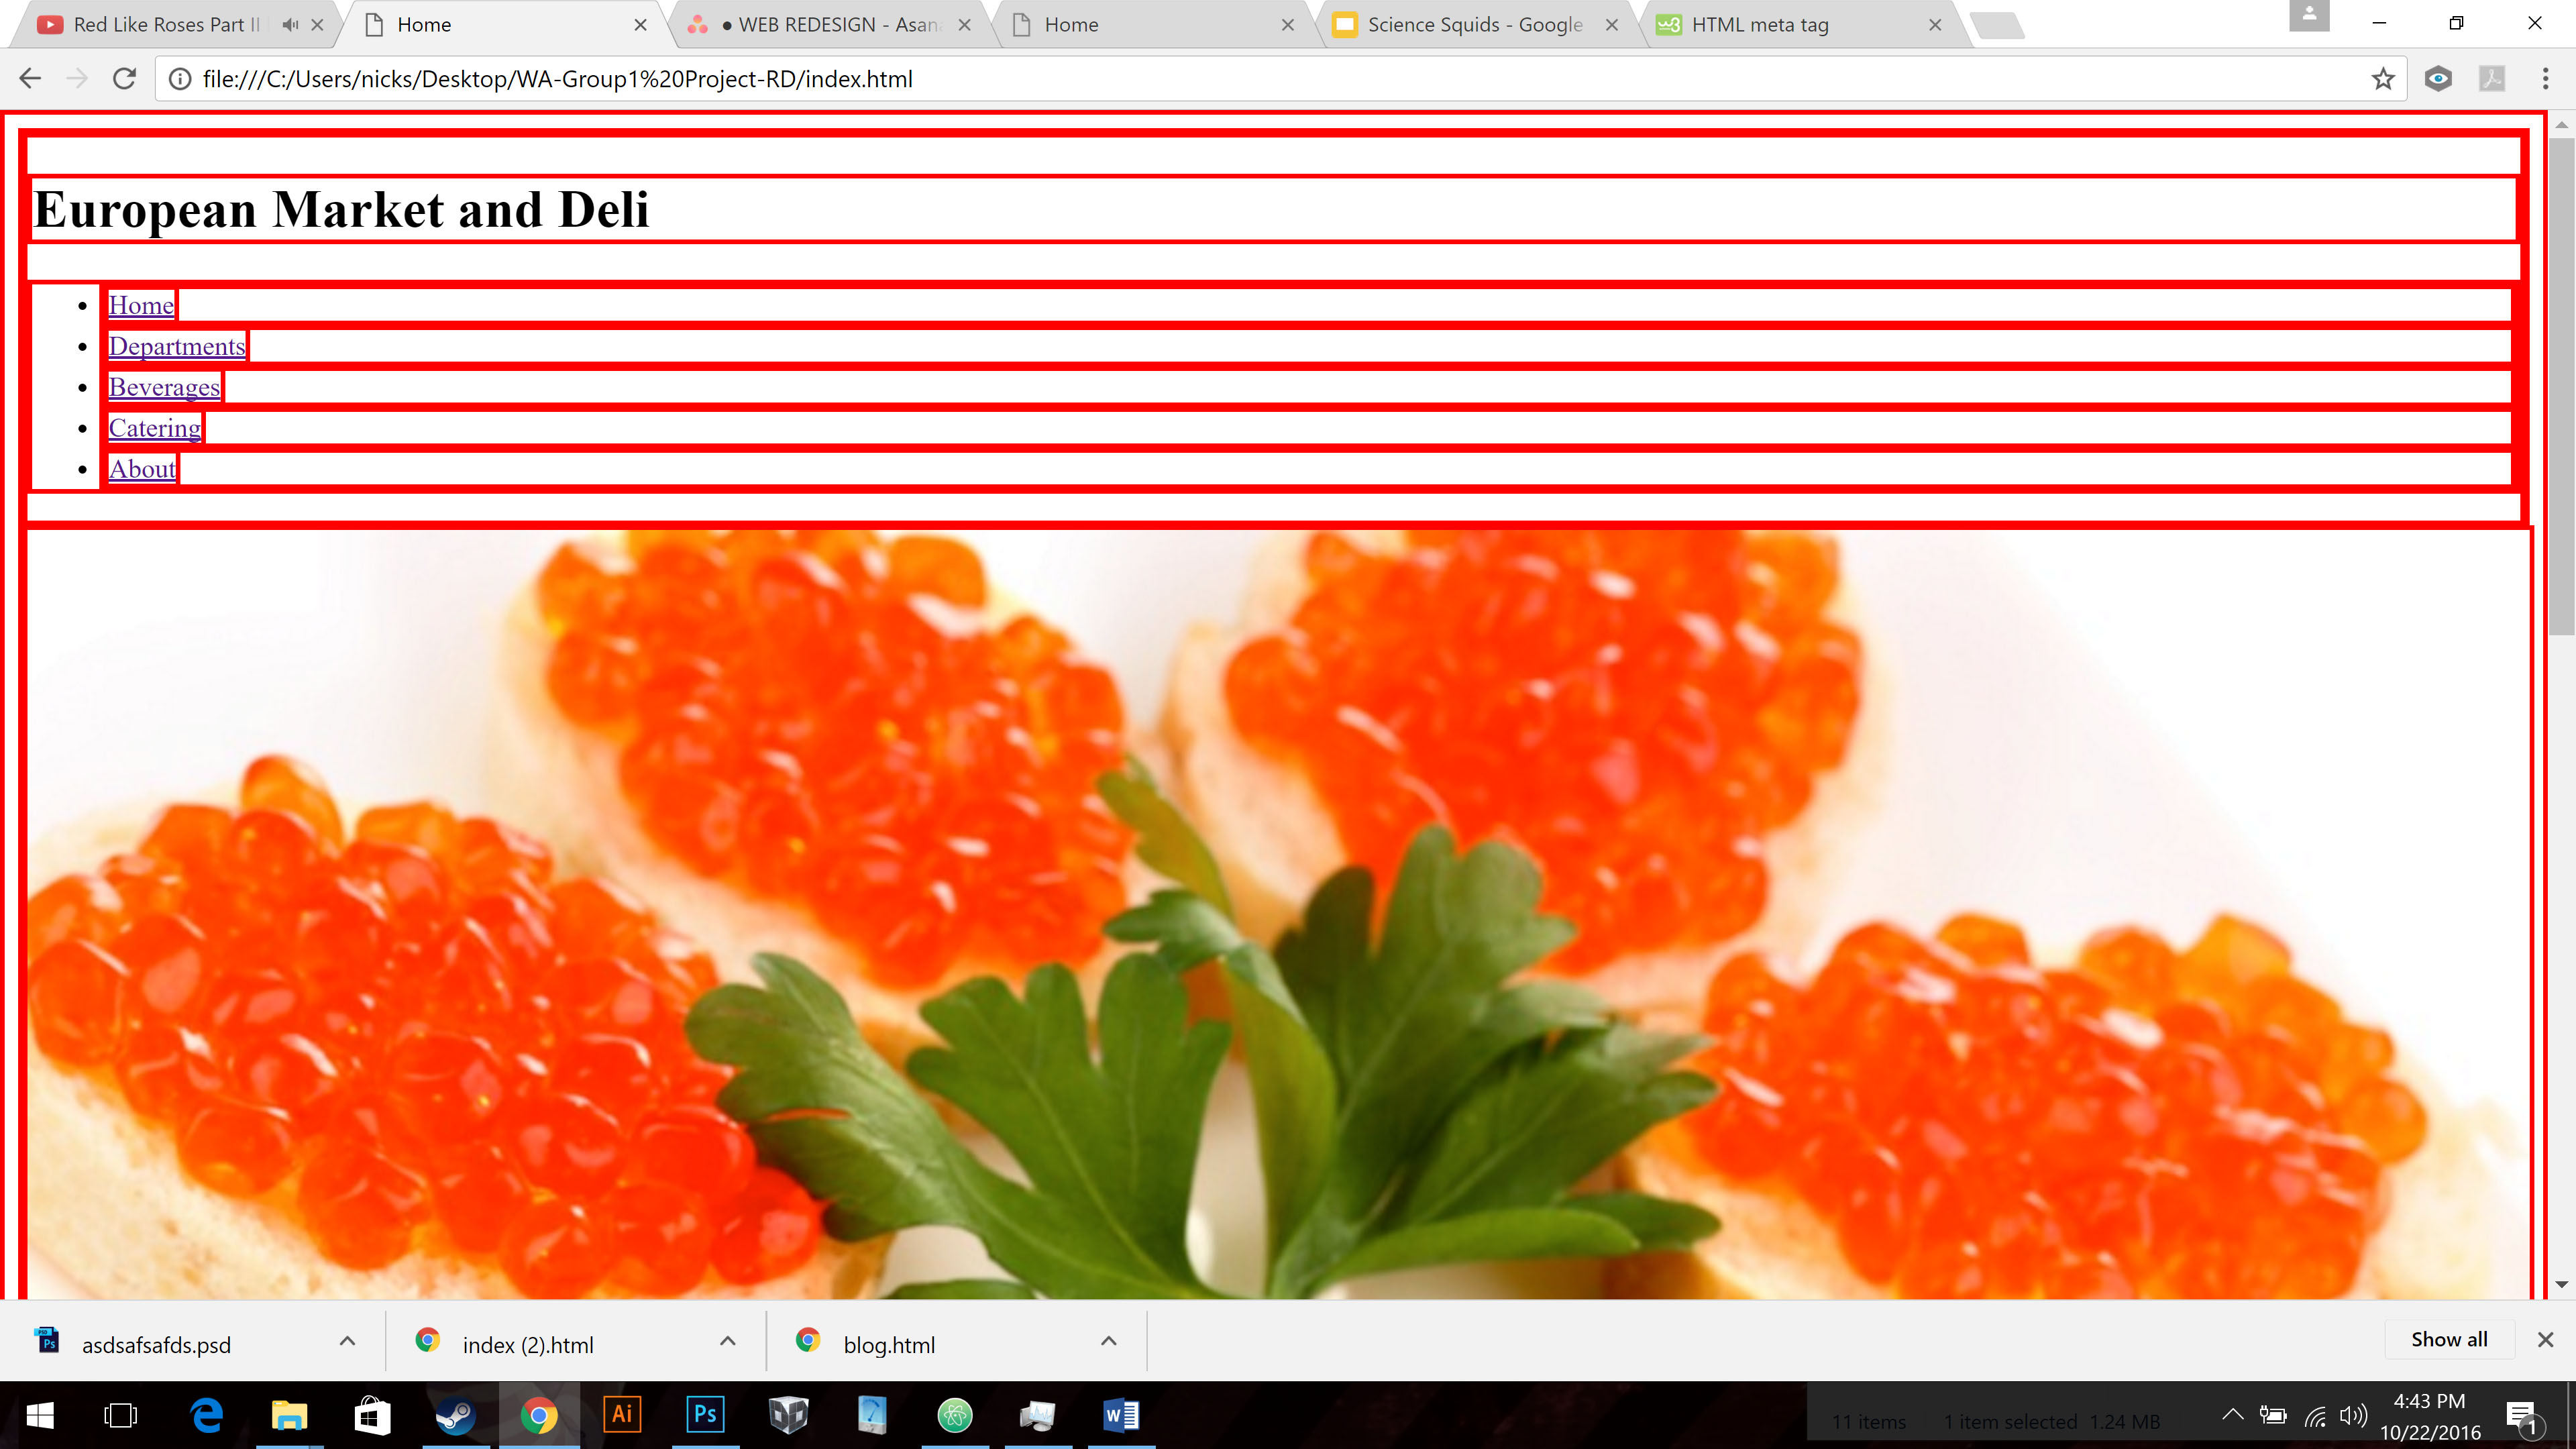 Red Like Roses Part II
Home
● WEB REDESIGN - Asana
Home
Science Squids - Google
HTML meta tag
file:///C:/Users/nicks/Desktop/WA-Group1%20Project-RD/index.html
European Market and Deli
Home
Departments
Beverages
Catering
About
asdsafsafds.psd
index (2).html
blog.html
Show all
11 items 1 item selected 1.24 MB
4:43 PM
10/22/2016
1